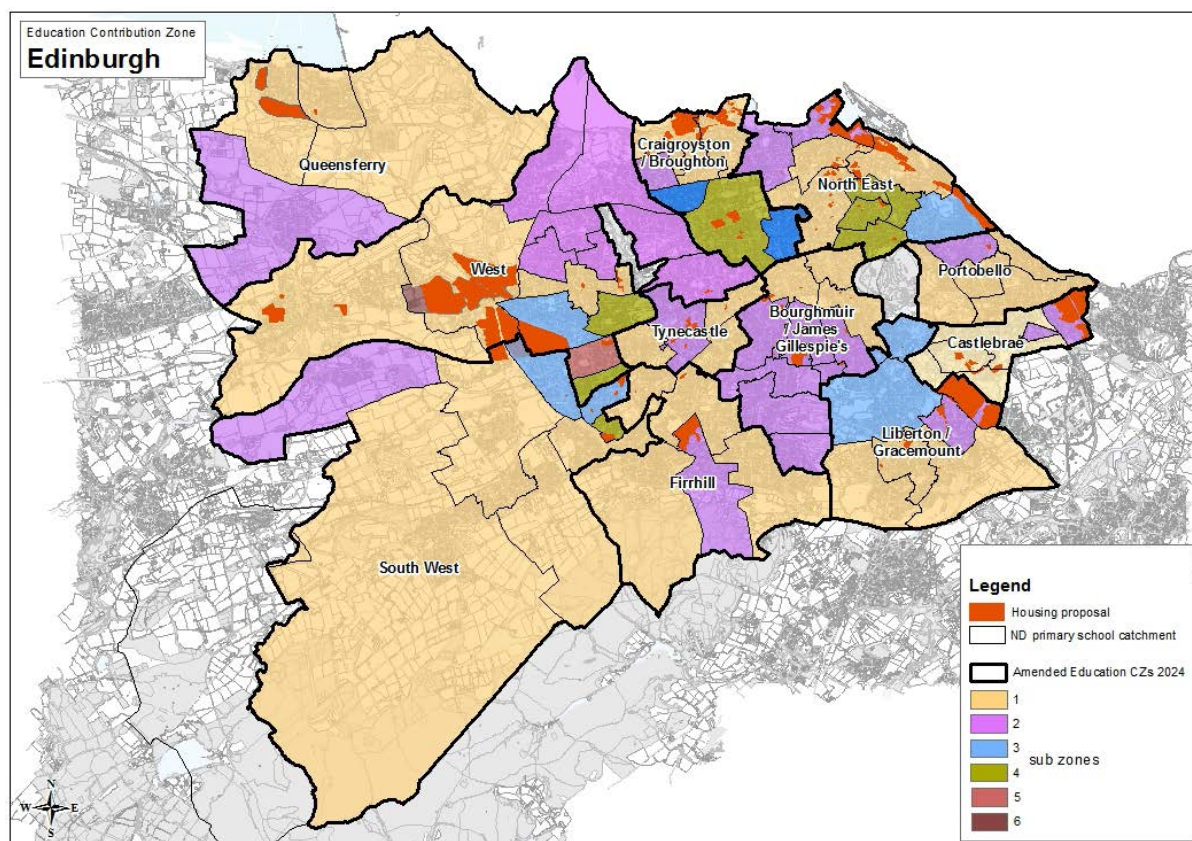 Education Contribution Zone
Edinburgh
Queensferry
Craigroyston
/ Broughton
North East
West
Portobello
Tynecastle
Bourghmuir
/ James
Gillespie's
Castlebrae
Liberton /
Gracemount
Firrhill
South West
Legend
Housing proposal
ND primary school catchment
Amended Education CZs 2024
1
2
3
4
5
6
sub zones
N
W E
S